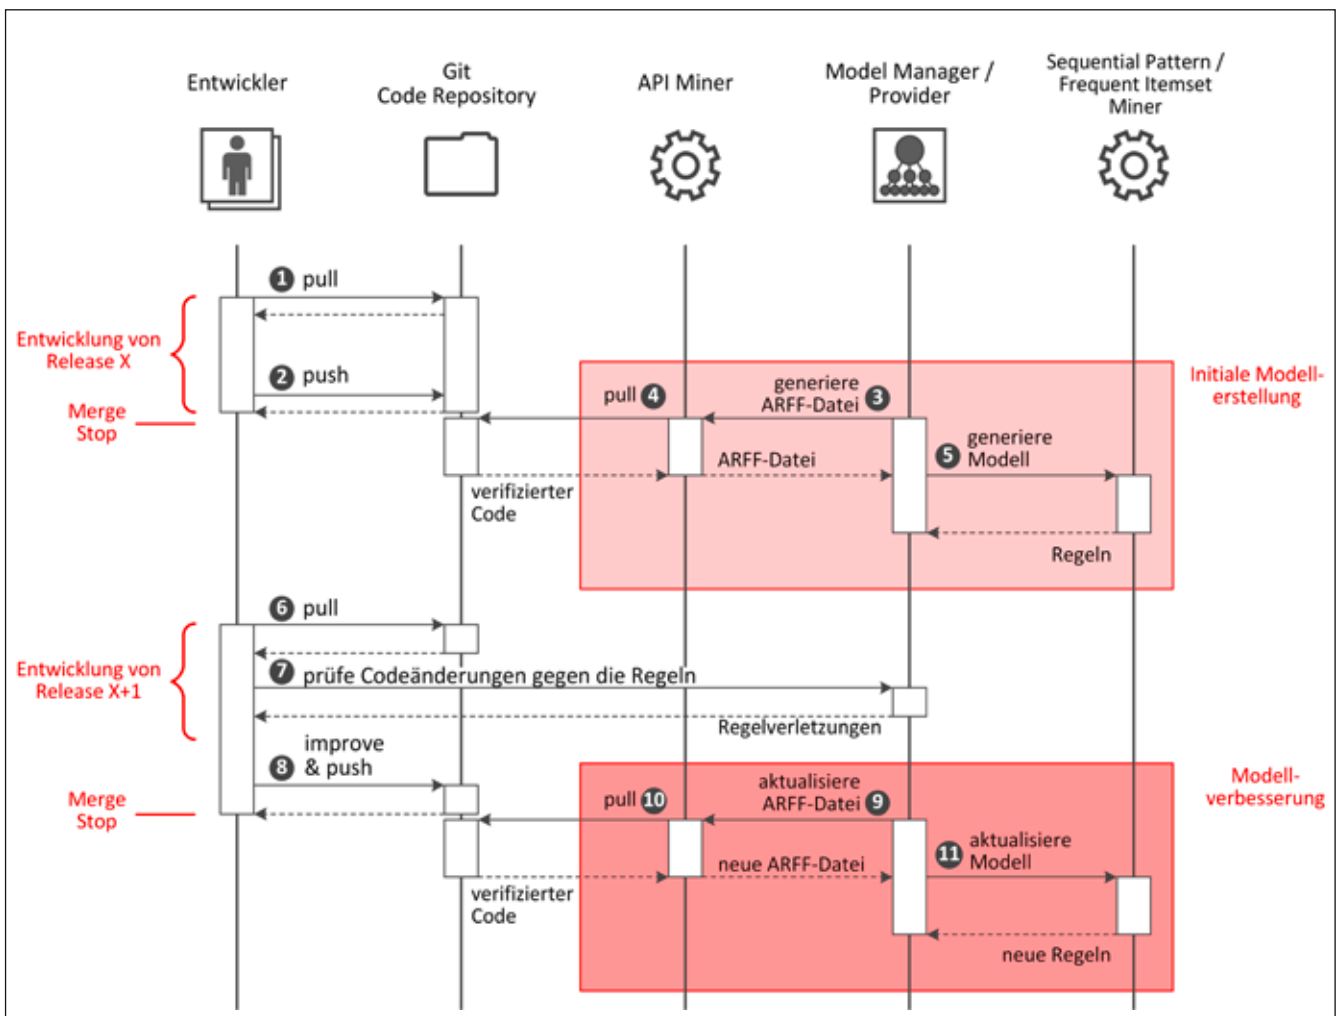 Entwickler
Git
Code Repository
API Miner
Model Manager /
Provider
Sequential Pattern /
Frequent Itemset
Miner
1 pull
Entwicklung von
Release X
2 push
Merge
Stop
pull 4
generiere
ARFF-Datei 3
Initiale Modell-
erstellung
5 generiere
Modell
ARFF-Datei
verifizierter
Code
Regeln
6 pull
Entwicklung von
Release X+1
7 prüfe Codeänderungen gegen die Regeln
Regelverletzungen
improve
8 & push
Merge
Stop
pull 10
aktualisiere
ARFF-Datei 9
Modell-
verbesserung
11 aktualisiere
Modell
neue ARFF-Datei
verifizierter
Code
neue Regeln